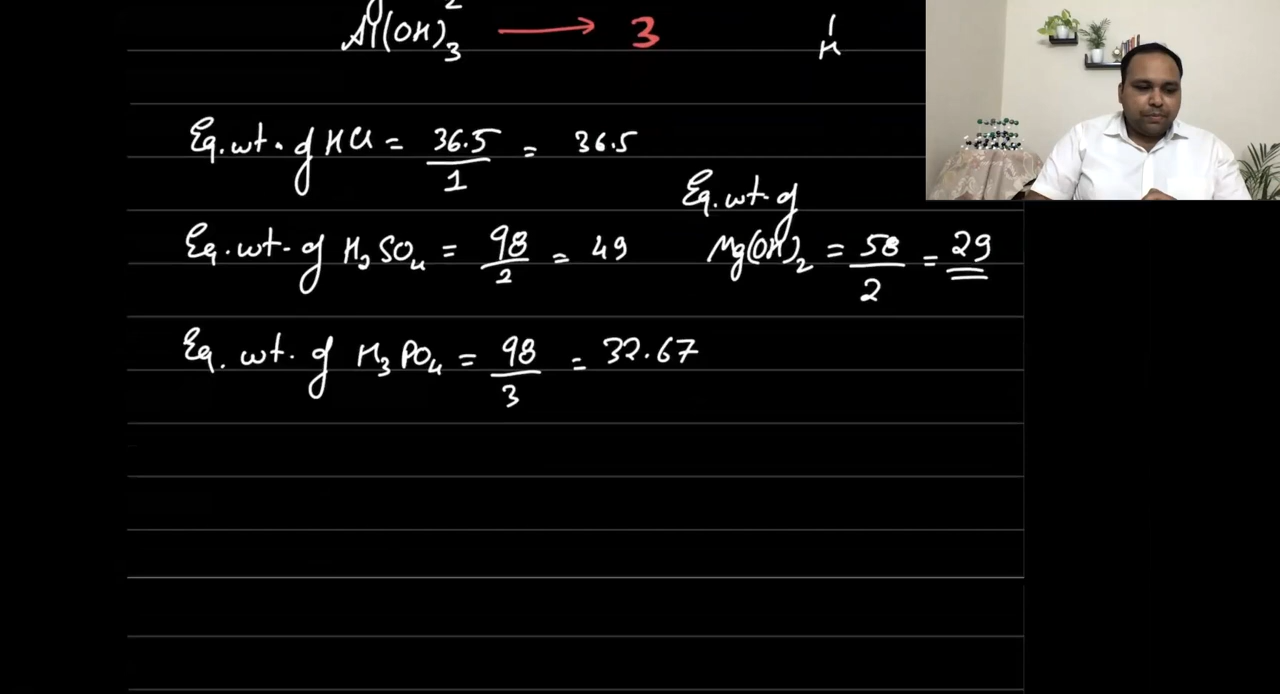 Al(OH)3 ⟶ 3
H
Eq. wt. of HCl = 36.5/1 = 36.5
Eq. wt. of H2SO4 = 98/2 = 49
Eq. wt. of H3PO4 = 98/3 = 32.67
Eq. wt. of
Mg(OH)2 = 58/2 = 29